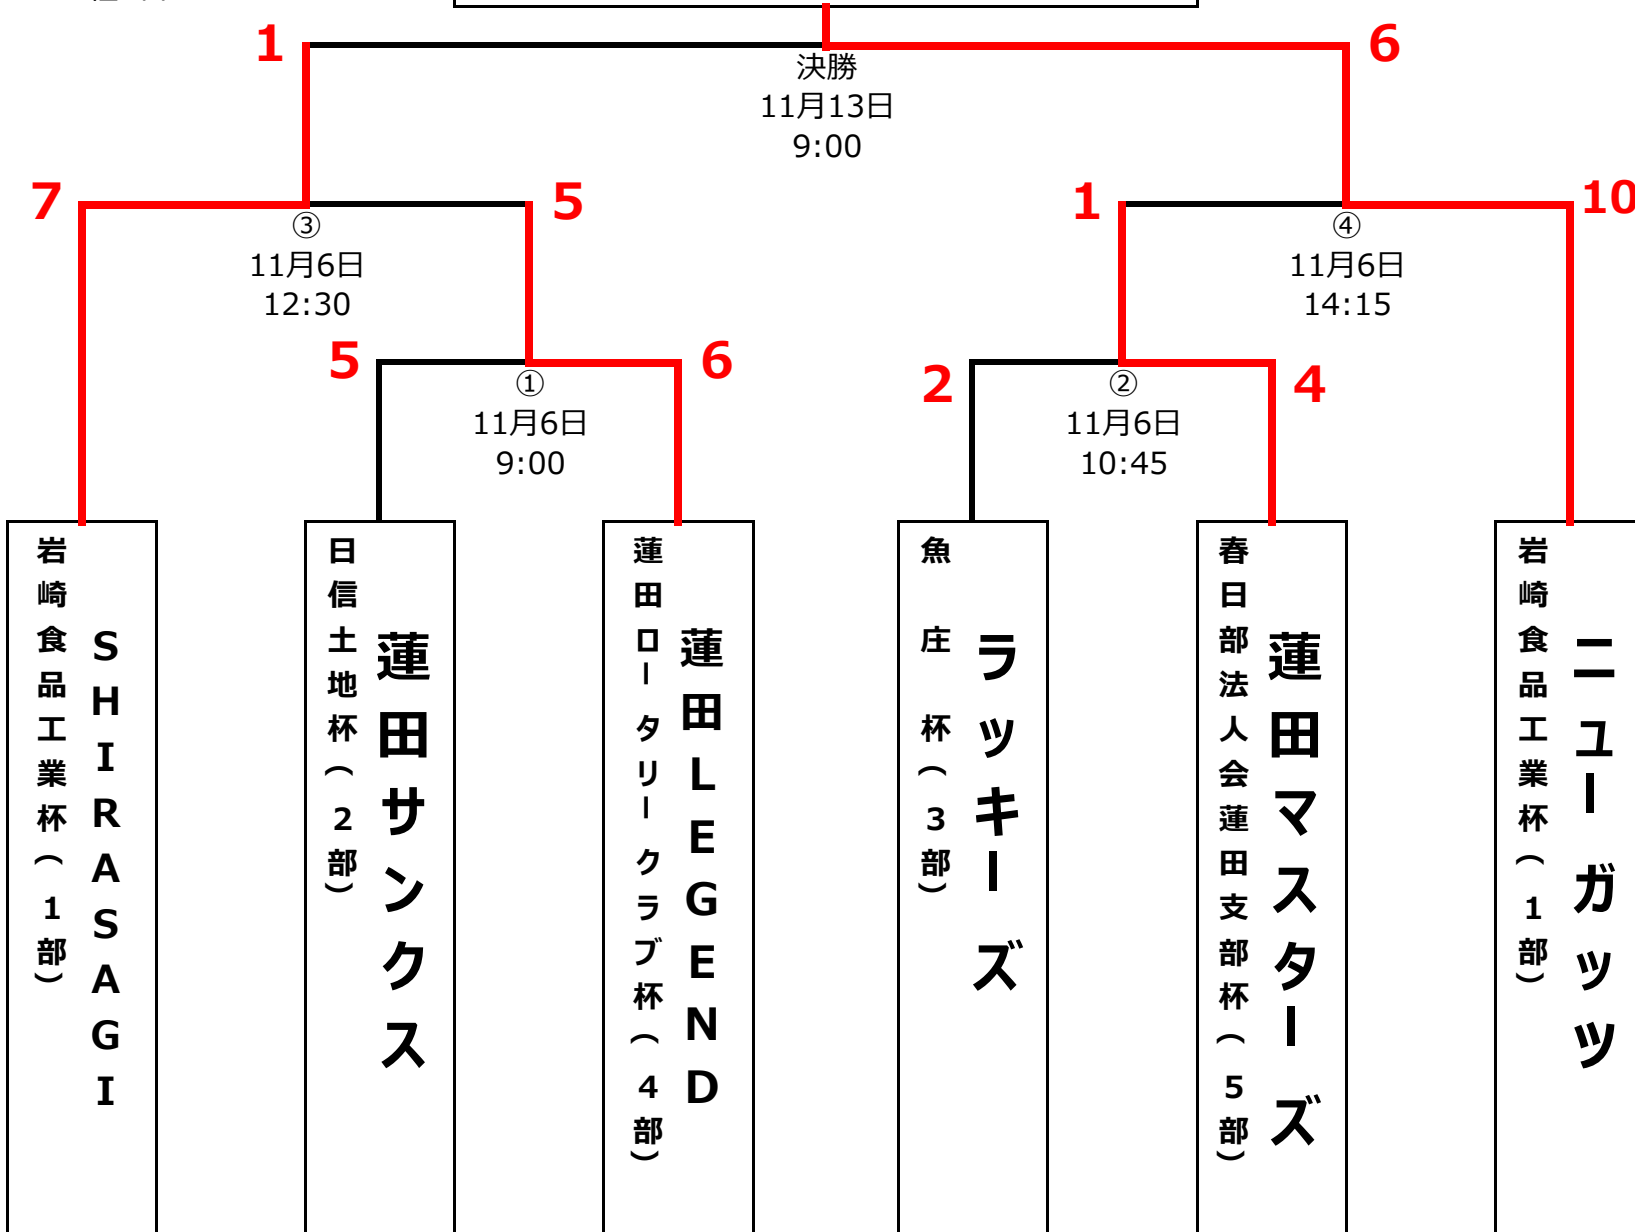 1
6
決勝
11月13日
9:00
7
5
1
10
③
11月6日
12:30
④
11月6日
14:15
5
6
2
4
①
11月6日
9:00
②
11月6日
10:45
岩崎食品工業杯(1部)
SHIRASAGI
日信土地杯(2部)
蓮田サンクス
蓮田ロータリークラブ杯(4部)
蓮田LEGEND
魚庄杯(3部)
ラッキーズ
春日部法人会蓮田支部杯(5部)
蓮田マスターズ
岩崎食品工業杯(1部)
ニューガッツ